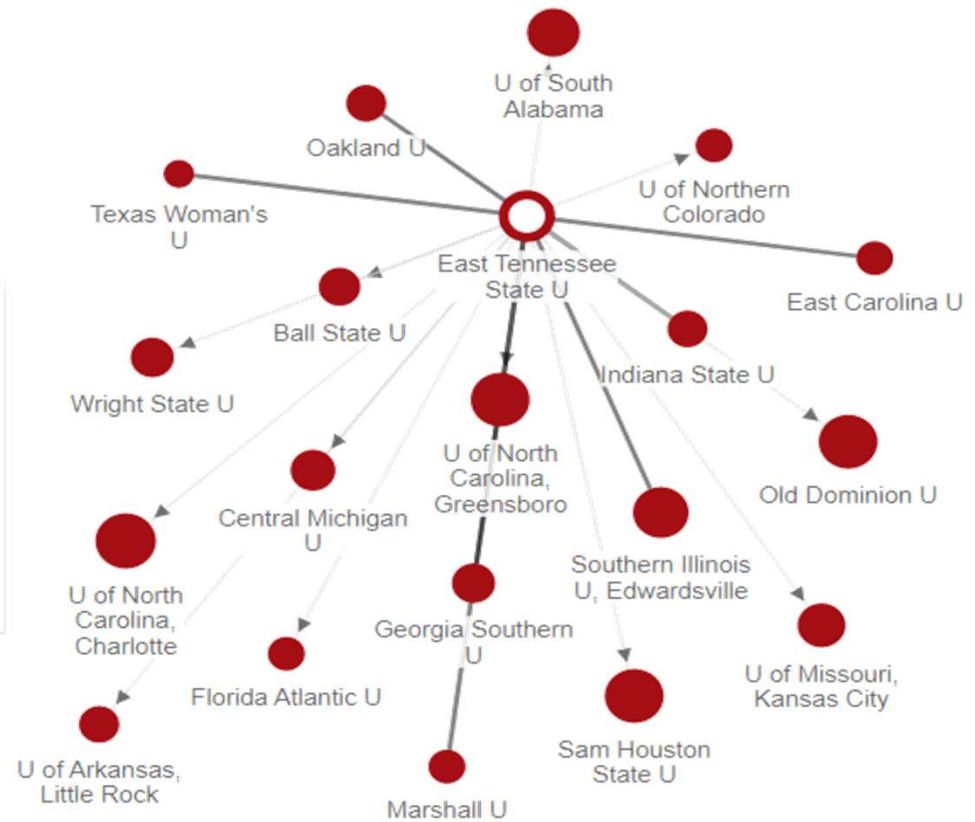 U of South
Alabama
Oakland U
U of Northern
Colorado
Texas Woman's
U
East Tennessee
State U
East Carolina U
Ball State U
Indiana State U
Wright State U
U of North
Carolina,
Greensboro
Old Dominion U
Central Michigan
U
Southern Illinois
U, Edwardsville
U of North
Carolina,
Charlotte
Georgia Southern
U
U of Missouri,
Kansas City
Florida Atlantic U
Sam Houston
State U
U of Arkansas,
Little Rock
Marshall U